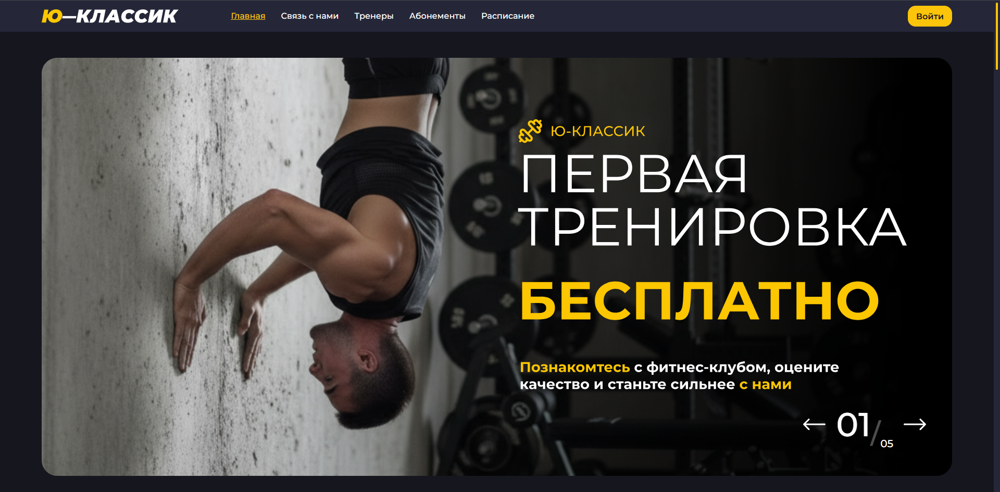 Ю—КЛАССИК
Главная Связь с нами Тренеры Абонементы Расписание
Войти
Ю-КЛАССИК
ПЕРВАЯ
ТРЕНИРОВКА
БЕСПЛАТНО
Познакомтесь с фитнес-клубом, оцените
качество и станьте сильнее с нами
01/05